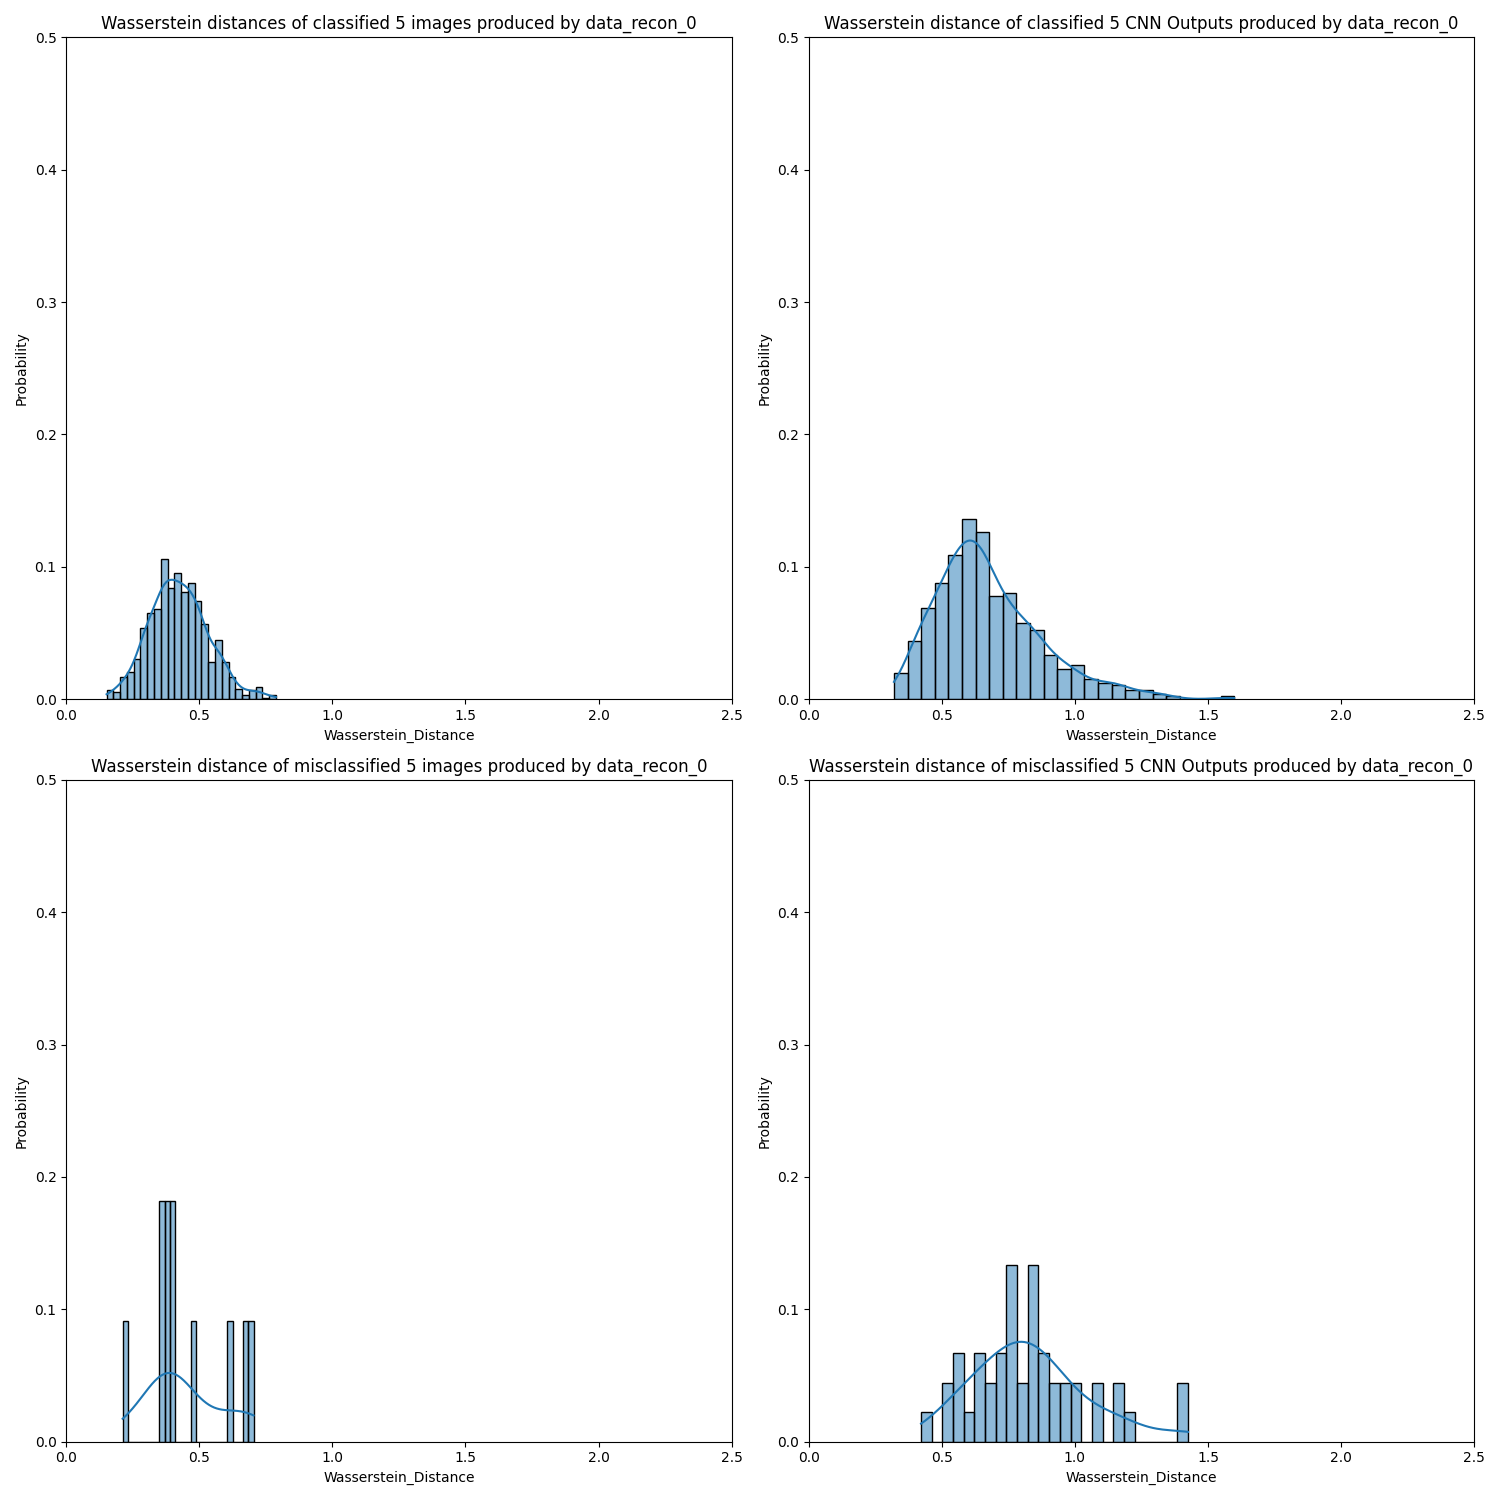 Wasserstein distances of classified 5 images produced by data_recon_0
0.5
0.4
0.3
0.2
0.1
0.0
Probability
0.0 0.5 1.0 1.5 2.0 2.5
Wasserstein_Distance
Wasserstein distance of classified 5 CNN Outputs produced by data_recon_0
0.5
0.4
0.3
0.2
0.1
0.0
Probability
0.0 0.5 1.0 1.5 2.0 2.5
Wasserstein_Distance
Wasserstein distance of misclassified 5 images produced by data_recon_0
0.5
0.4
0.3
0.2
0.1
0.0
Probability
0.0 0.5 1.0 1.5 2.0 2.5
Wasserstein_Distance
Wasserstein distance of misclassified 5 CNN Outputs produced by data_recon_0
0.5
0.4
0.3
0.2
0.1
0.0
Probability
0.0 0.5 1.0 1.5 2.0 2.5
Wasserstein_Distance